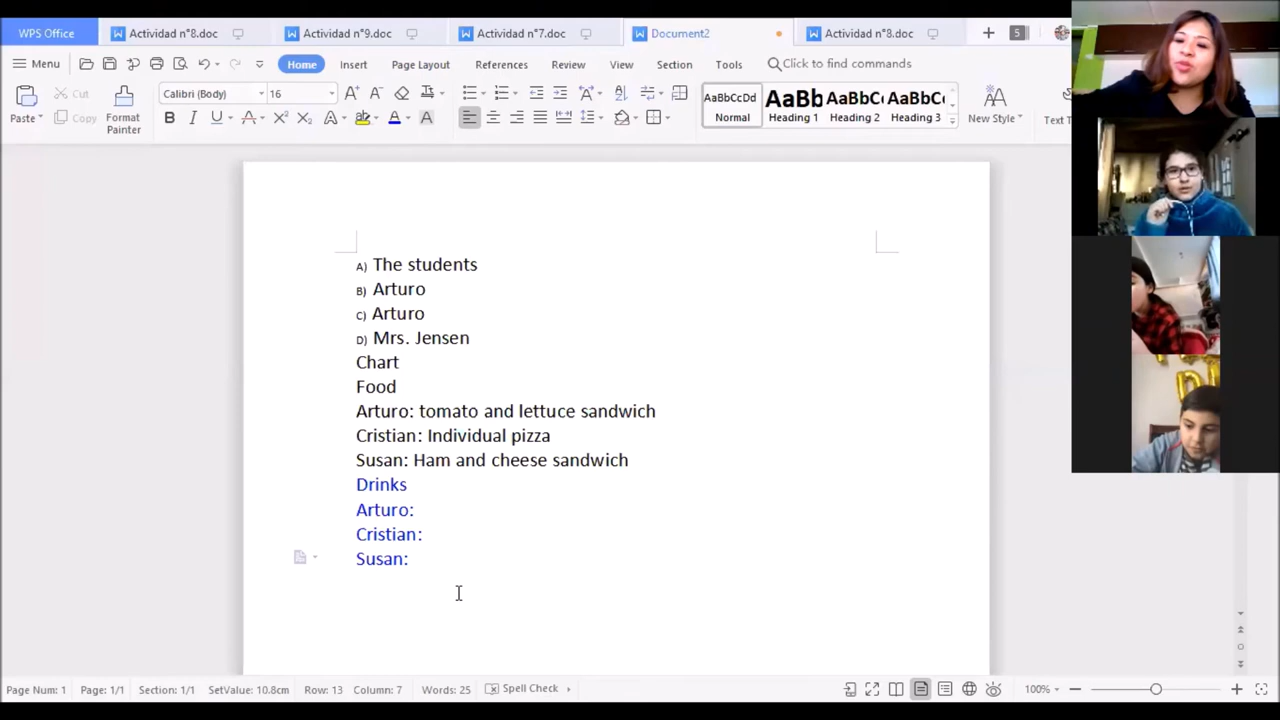 WPS Office
Actividad n°8.doc
Actividad n°9.doc
Actividad n°7.doc
Document2
Actividad n°8.doc
5
Menu
Home
Insert
Page Layout
References
Review
View
Section
Tools
Click to find commands
Paste
Cut
Copy
Format
Painter
Calibri (Body)
16
AaBbCcDd
Normal
AaBb
Heading 1
AaBbC
Heading 2
AaBbC
Heading 3
New Style
Text T
A) The students
B) Arturo
C) Arturo
D) Mrs. Jensen
Chart
Food
Arturo: tomato and lettuce sandwich
Cristian: Individual pizza
Susan: Ham and cheese sandwich
Drinks
Arturo:
Cristian:
Susan:
Page Num: 1
Page: 1/1
Section: 1/1
SetValue: 10.8cm
Row: 13
Column: 7
Words: 25
Spell Check
100%